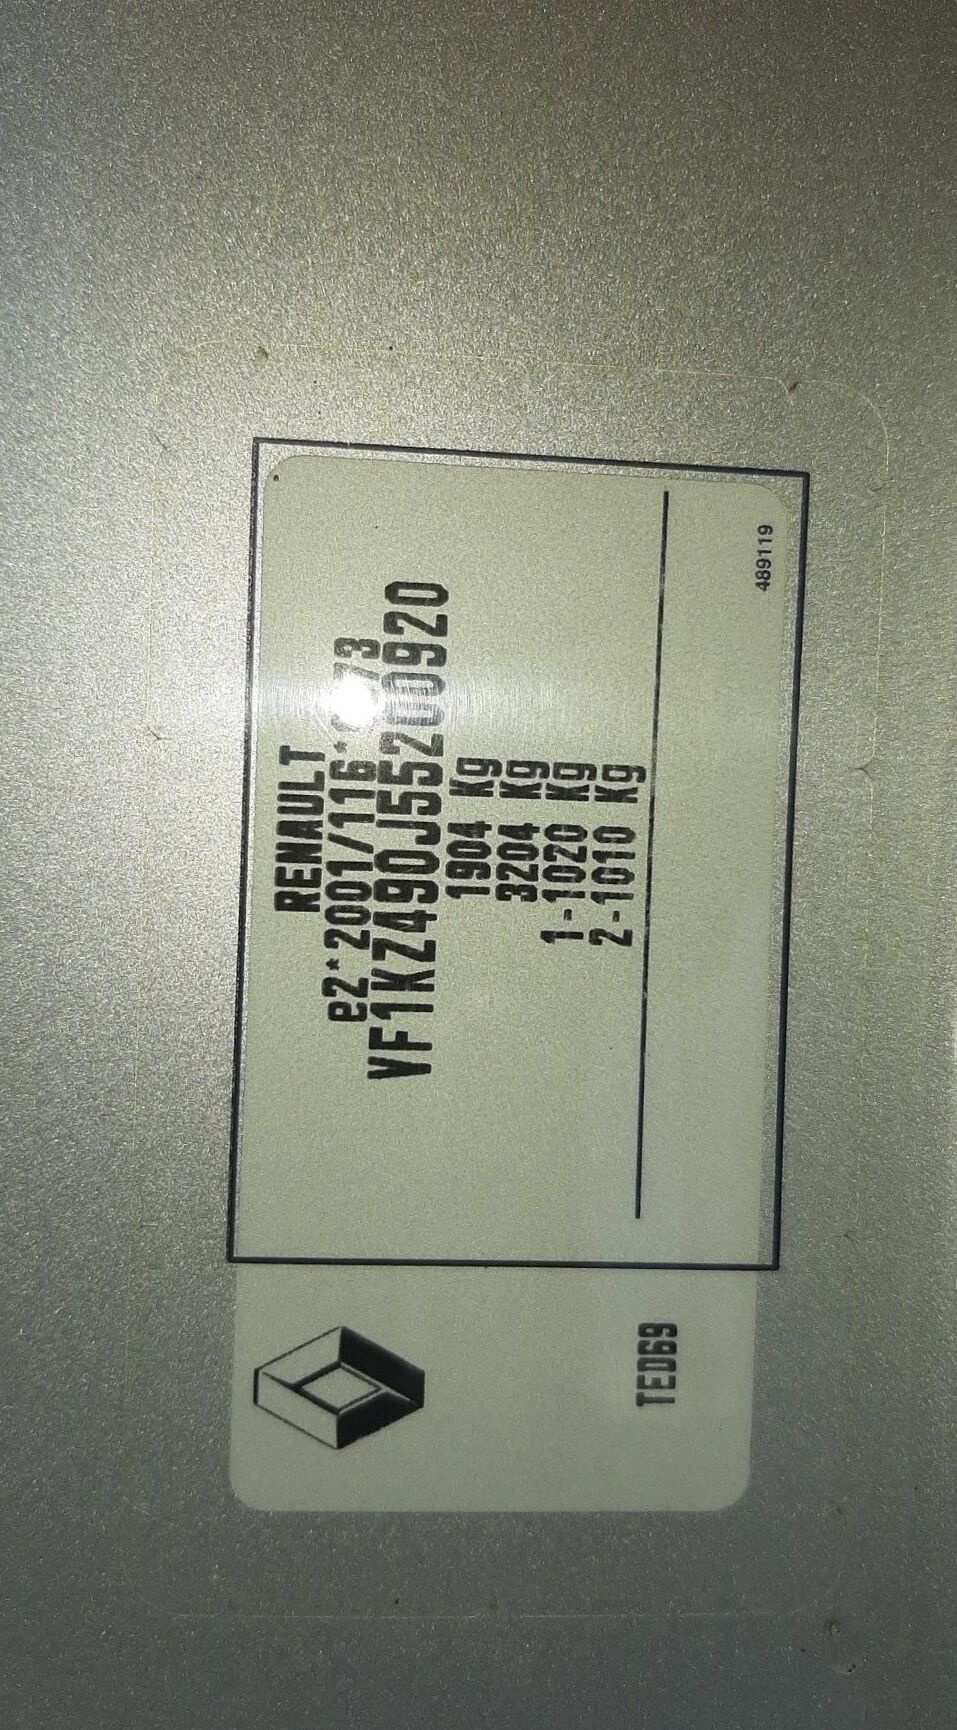 RENAULT
VF1KZ490J55200920
1904 Kg
3204 Kg
1-1020 Kg
2-1010 Kg
TED69
489119